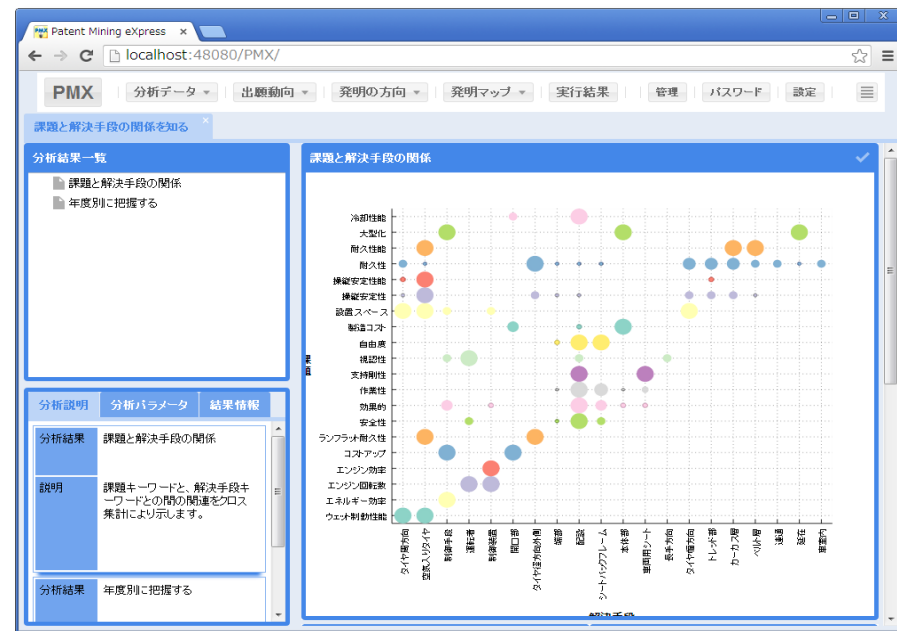 Patent Mining eXpress
localhost:48080/PMX/
PMX 分析データ 出願動向 発明の方向 発明マップ 実行結果 管理 パスワード 設定
課題と解決手段の関係を知る
分析結果一覧
課題と解決手段の関係
年度別に把握する
分析説明 分析パラメータ 結果情報
分析結果 課題と解決手段の関係
説明 課題キーワードと、解決手段キ
ーワードとの間の関連をクロス
集計により示します。
分析結果 年度別に把握する
課題と解決手段の関係
課題
冷却性能
大型化
耐久性能
耐久性
操縦安定性能
操縦安定性
設置スペース
製造コスト
自由度
視認性
支持剛性
作業性
効果的
安全性
ランフラット耐久性
コストアップ
エンジン効率
エンジン回転数
エネルギー効率
ウェット制動性能
タイヤ周方向
空気入りタイヤ
制御手段
運転者
制御装置
開口部
タイヤ径方向外側
端部
配設
シートバックフレーム
本体部
車両用シート
長手方向
タイヤ幅方向
トレッド部
カーカス層
ベルト層
連通
延在
車室内
解決手段